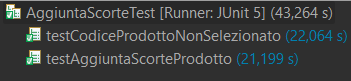 AggiuntaScorteTest [Runner: JUnit 5] (43,264 s)
testCodiceProdottoNonSelezionato (22,064 s)
testAggiuntaScorteProdotto (21,199 s)